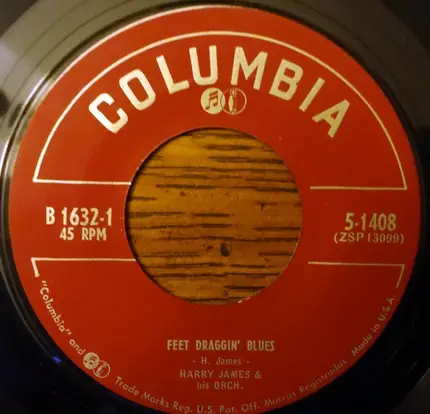 COLUMBIA
B 1632-1
45 RPM
5-1408
(ZSP 13099)
FEET DRAGGIN' BLUES
- H. James -
HARRY JAMES &
his ORCH.
"Columbia" and Trade Marks Reg. U.S. Pat. Off. Marcas Registradas Made in U.S.A.